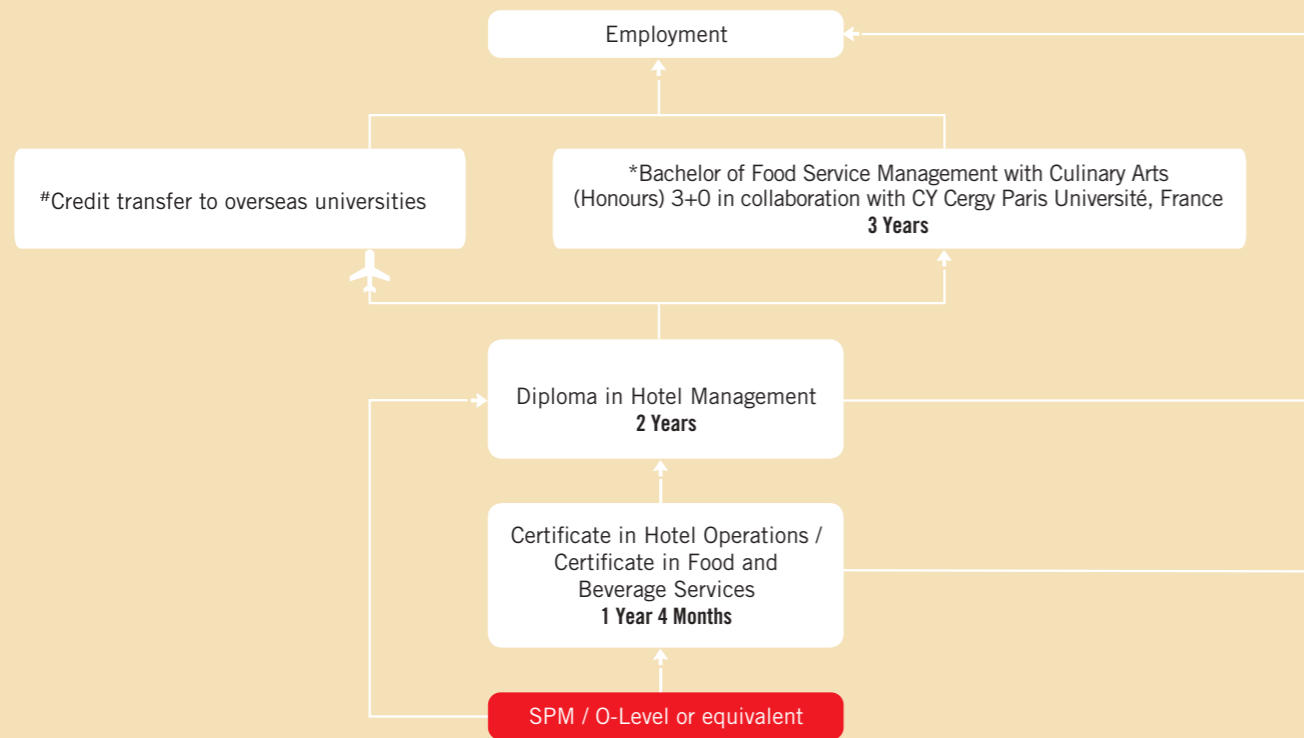 Employment
#Credit transfer to overseas universities
*Bachelor of Food Service Management with Culinary Arts
(Honours) 3+0 in collaboration with CY Cergy Paris Université, France
3 Years
Diploma in Hotel Management
2 Years
Certificate in Hotel Operations /
Certificate in Food and
Beverage Services
1 Year 4 Months
SPM / O-Level or equivalent